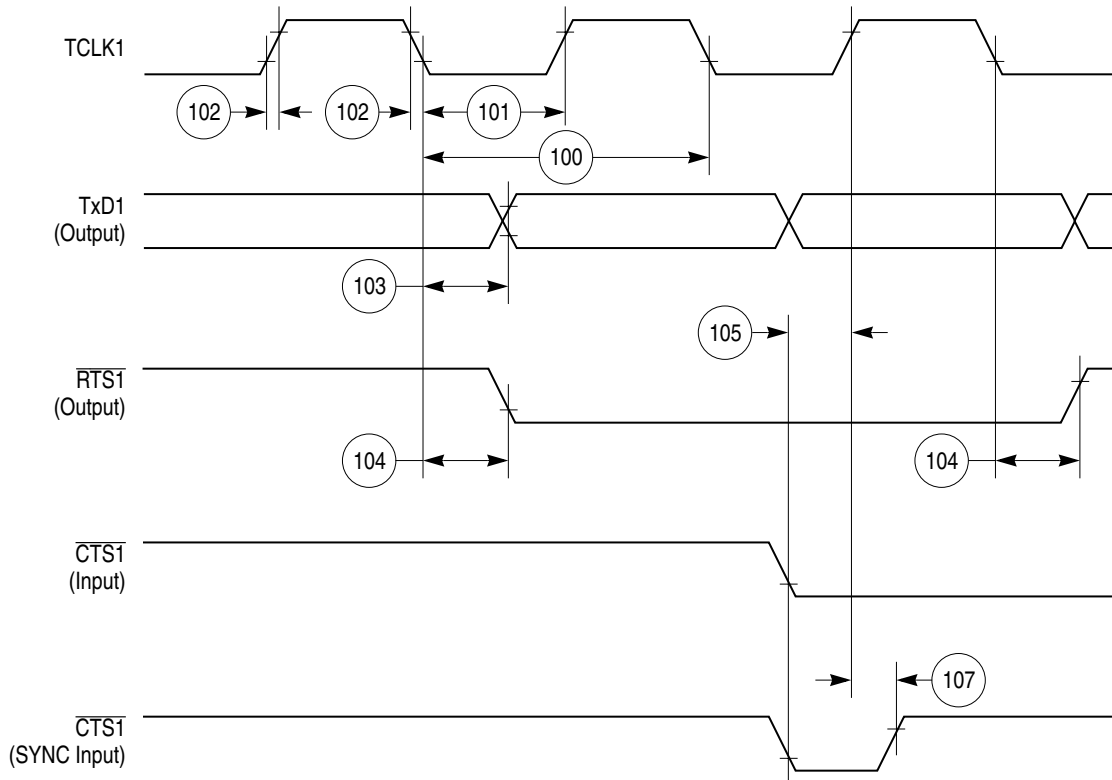 TCLK1
102
102
101
100
TxD1
(Output)
103
105
RTS1
(Output)
104
104
CTS1
(Input)
107
CTS1
(SYNC Input)